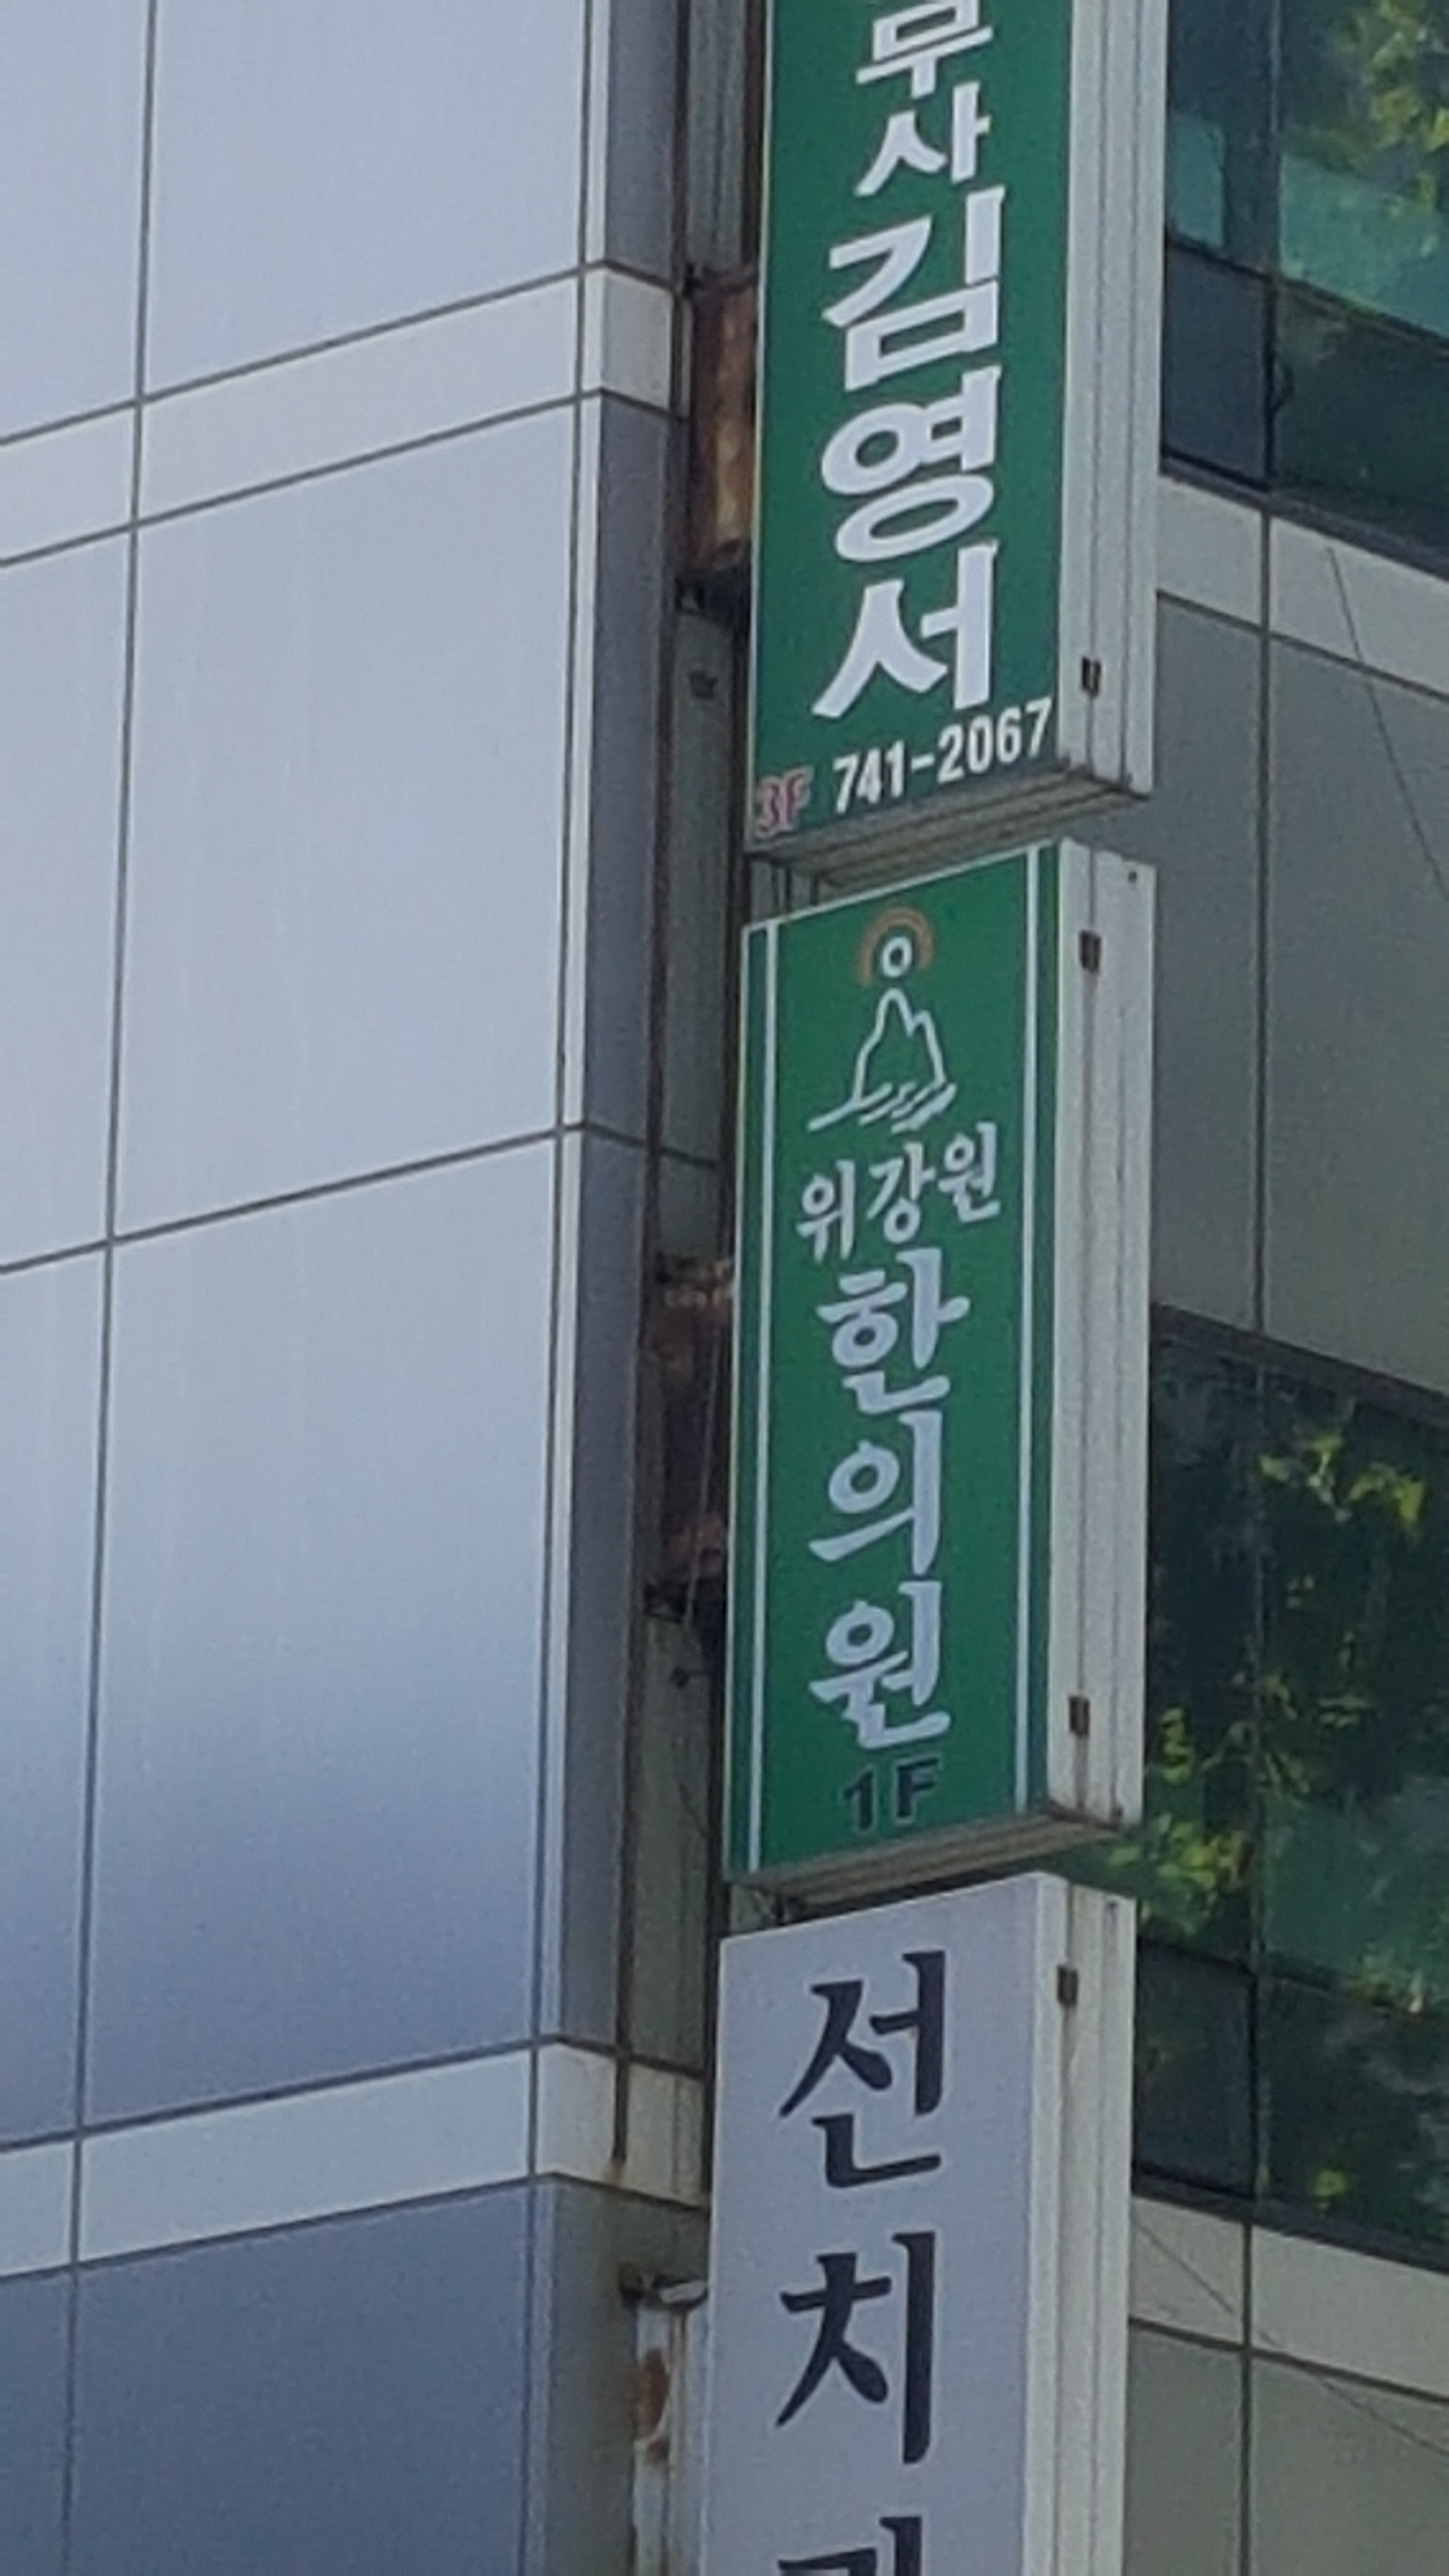 무사
김영서
3F 741-2067
위강원
한의원
1F
선치